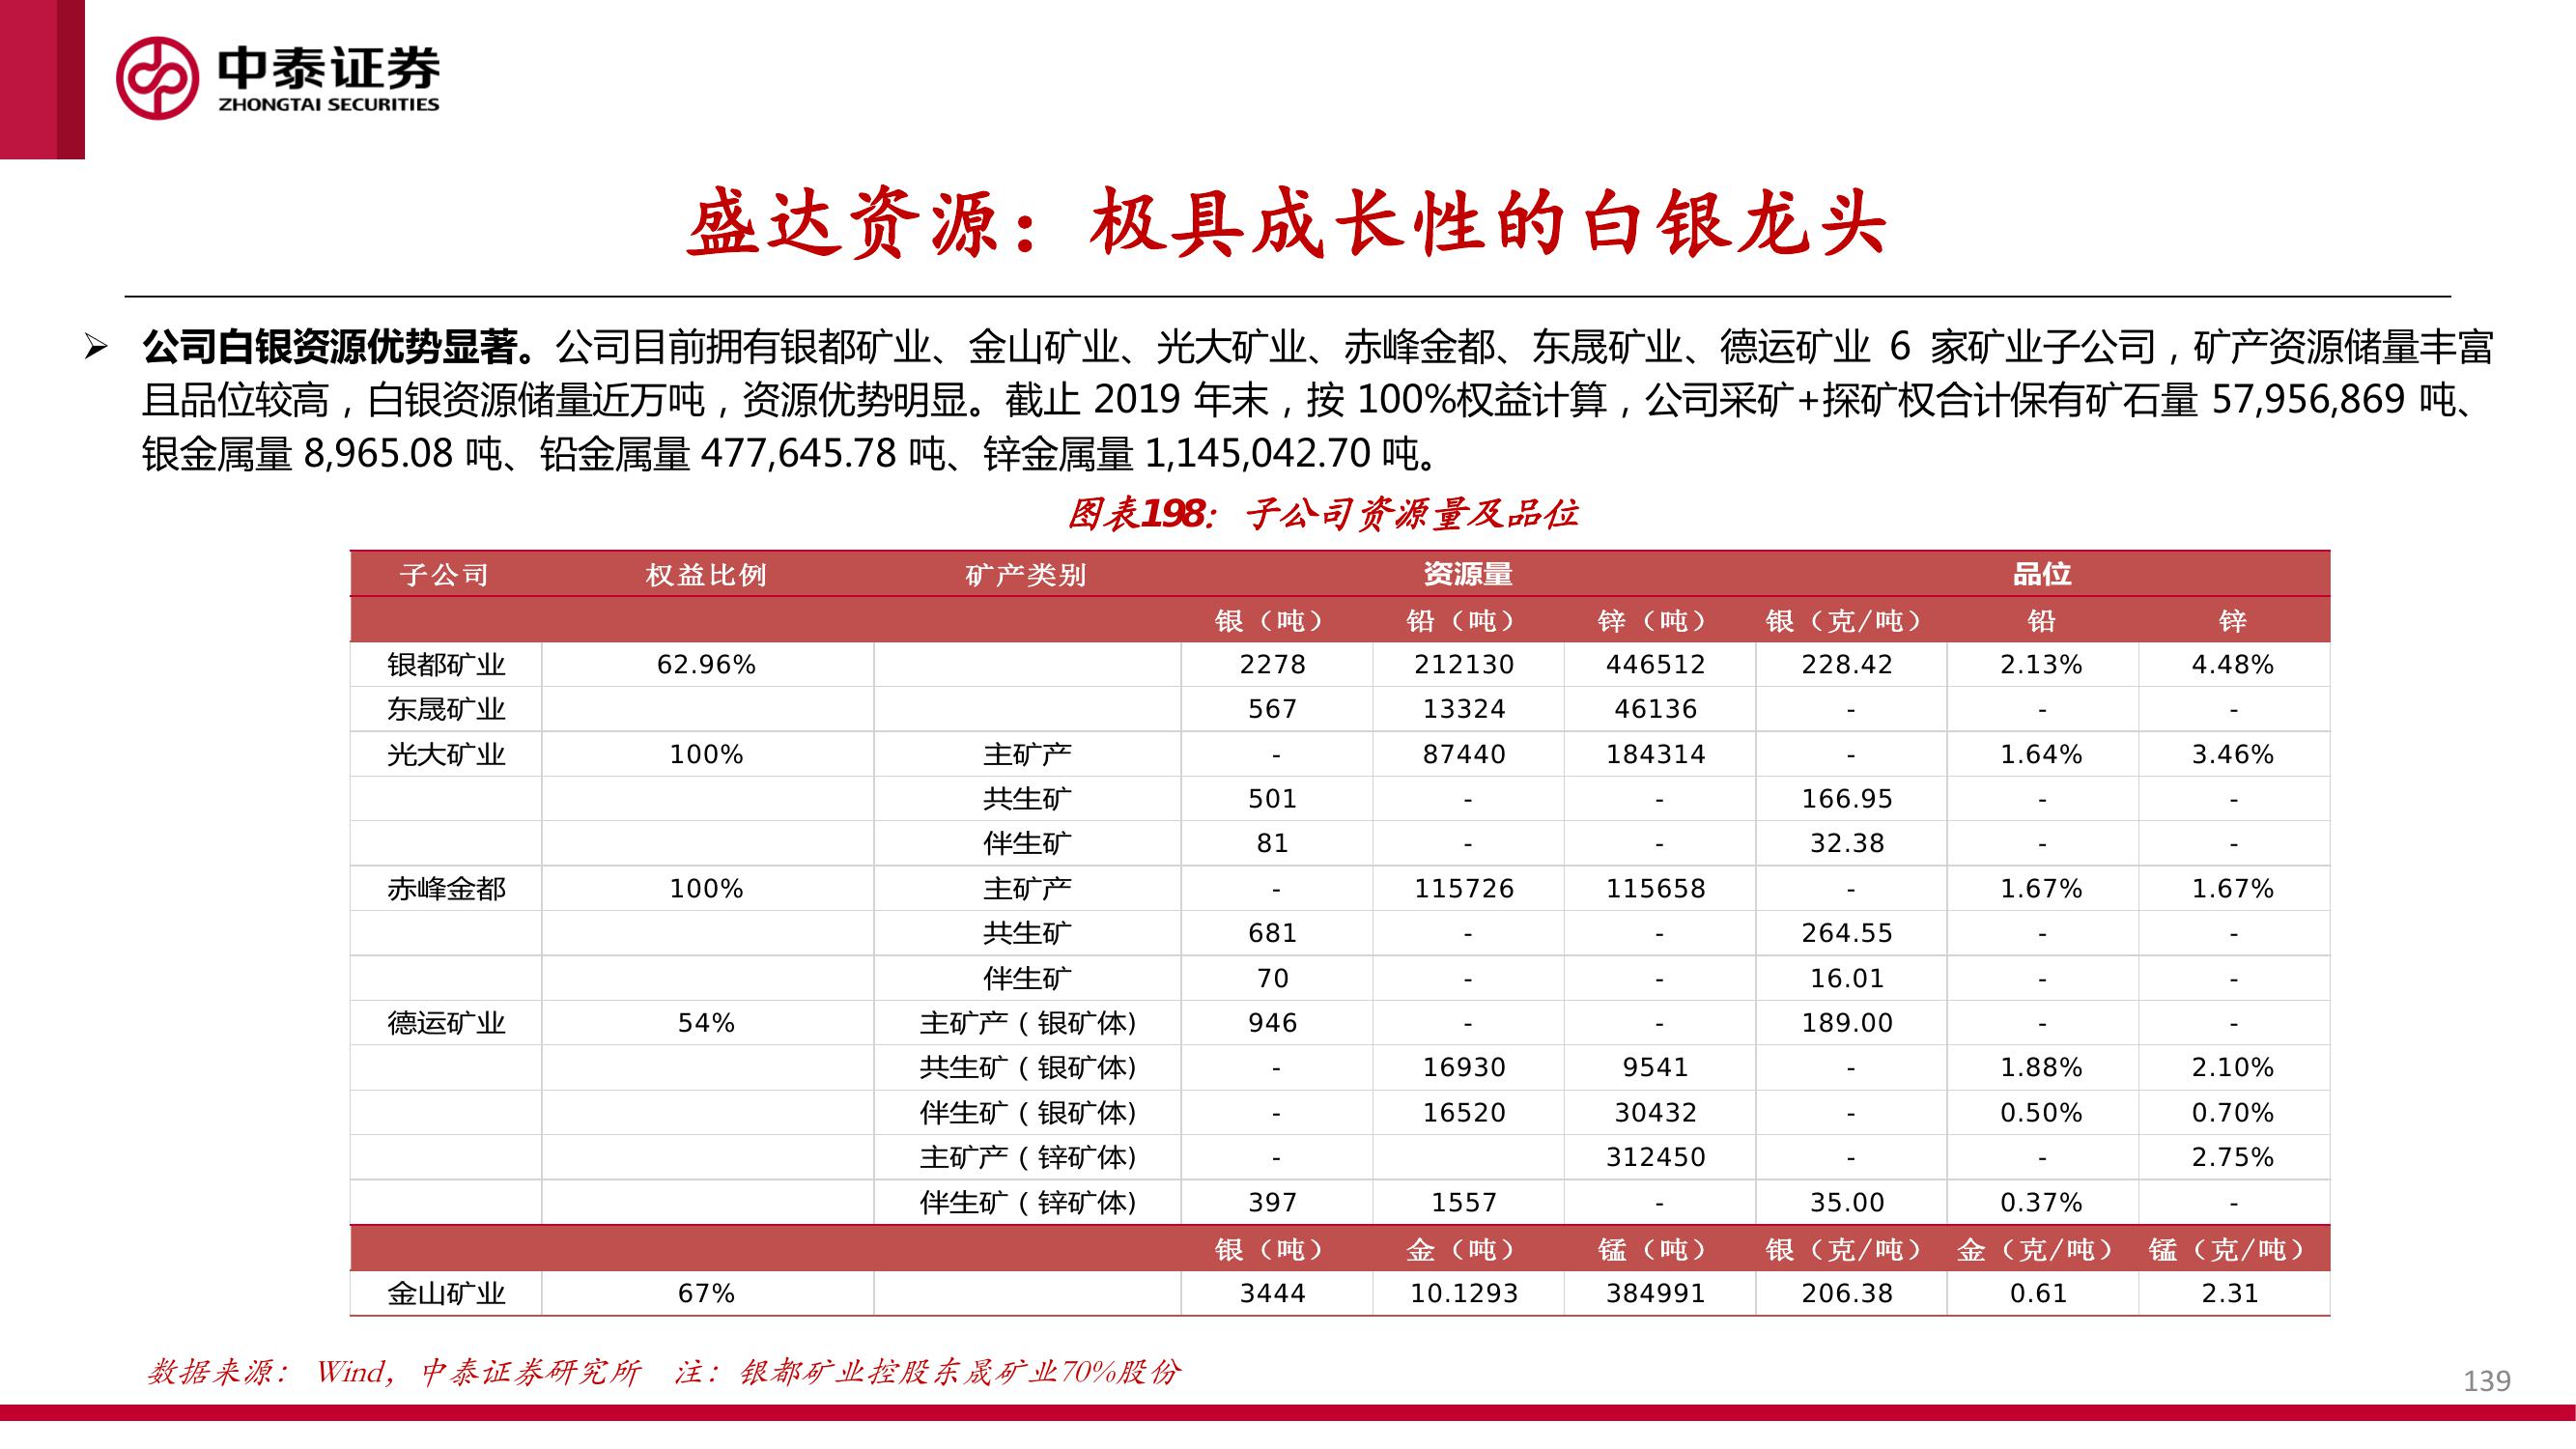 中泰证券
ZHONGTAI SECURITIES
盛达资源：极具成长性的白银龙头
➢ 公司白银资源优势显著。公司目前拥有银都矿业、金山矿业、光大矿业、赤峰金都、东晟矿业、德运矿业 6 家矿业子公司，矿产资源储量丰富
且品位较高，白银资源储量近万吨，资源优势明显。截止 2019 年末，按 100%权益计算，公司采矿+探矿权合计保有矿石量 57,956,869 吨、
银金属量 8,965.08 吨、铅金属量 477,645.78 吨、锌金属量 1,145,042.70 吨。
图表198：子公司资源量及品位
子公司 权益比例 矿产类别 资源量 品位
银（吨） 铅（吨） 锌（吨） 银（克/吨） 铅 锌
银都矿业 62.96% 2278 212130 446512 228.42 2.13% 4.48%
东晟矿业 567 13324 46136 - - -
光大矿业 100% 主矿产 - 87440 184314 - 1.64% 3.46%
共生矿 501 - - 166.95 - -
伴生矿 81 - - 32.38 - -
赤峰金都 100% 主矿产 - 115726 115658 - 1.67% 1.67%
共生矿 681 - - 264.55 - -
伴生矿 70 - - 16.01 - -
德运矿业 54% 主矿产（银矿体) 946 - - 189.00 - -
共生矿（银矿体) - 16930 9541 - 1.88% 2.10%
伴生矿（银矿体) - 16520 30432 - 0.50% 0.70%
主矿产（锌矿体) - 312450 - - 2.75%
伴生矿（锌矿体) 397 1557 - 35.00 0.37% -
银（吨） 金（吨） 锰（吨） 银（克/吨） 金（克/吨） 锰（克/吨）
金山矿业 67% 3444 10.1293 384991 206.38 0.61 2.31
数据来源： Wind，中泰证券研究所 注：银都矿业控股东晟矿业70%股份
139